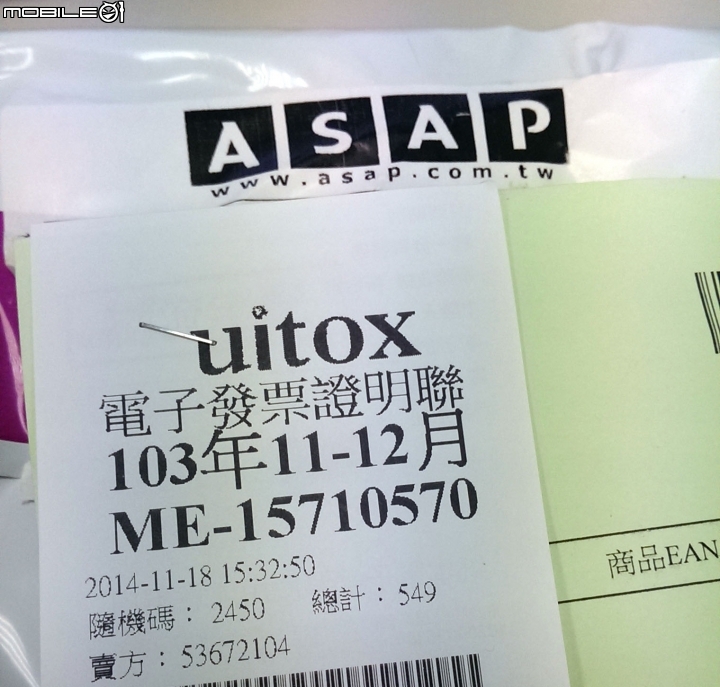 MOBILE01
ASAP
www.asap.com.tw
uitox
電子發票證明聯
103年11-12月
ME-15710570
2014-11-18 15:32:50
隨機碼： 2450 總計： 549
賣方： 53672104
商品EAN